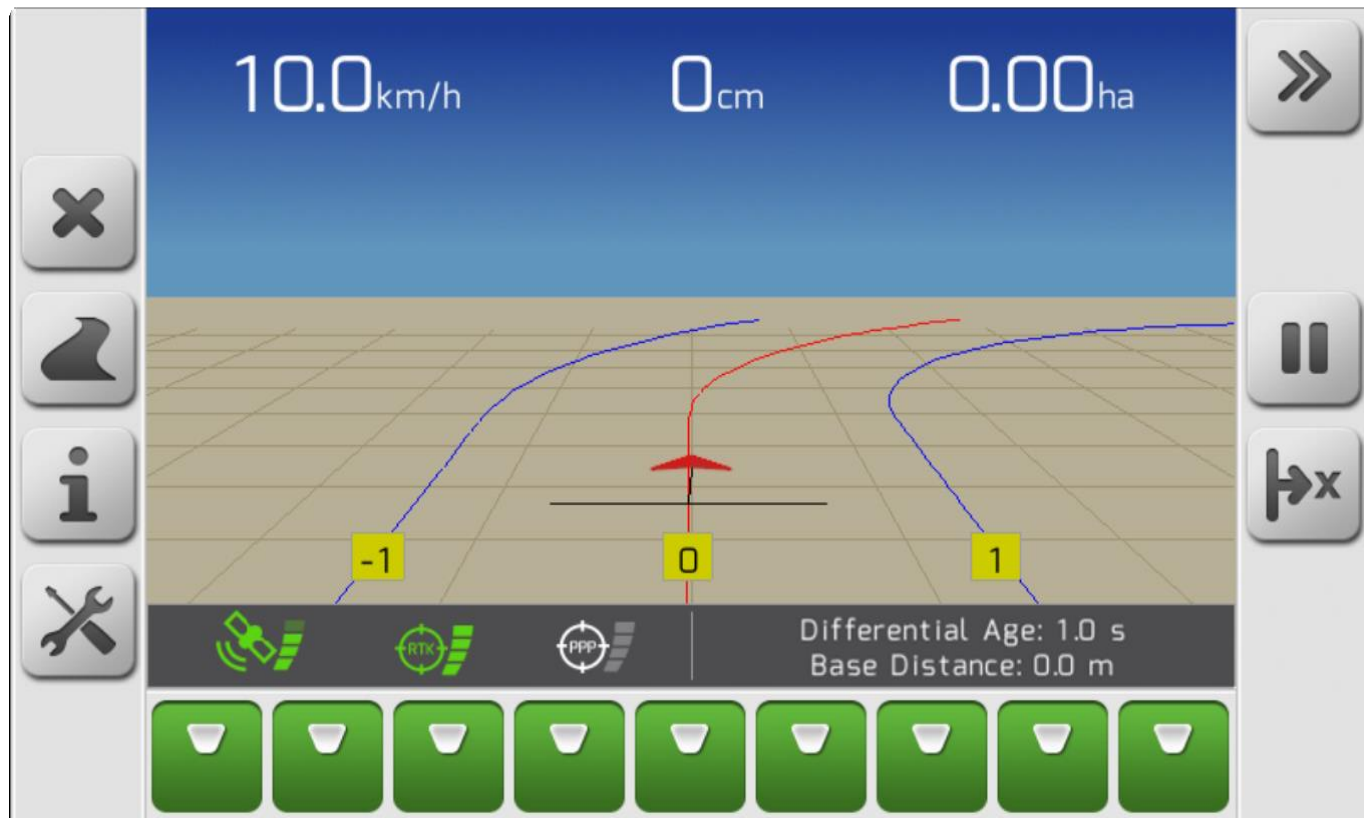 10.0km/h 0cm 0.00ha
x
-1 0 1
RTK PPP
Differential Age: 1.0 s
Base Distance: 0.0 m